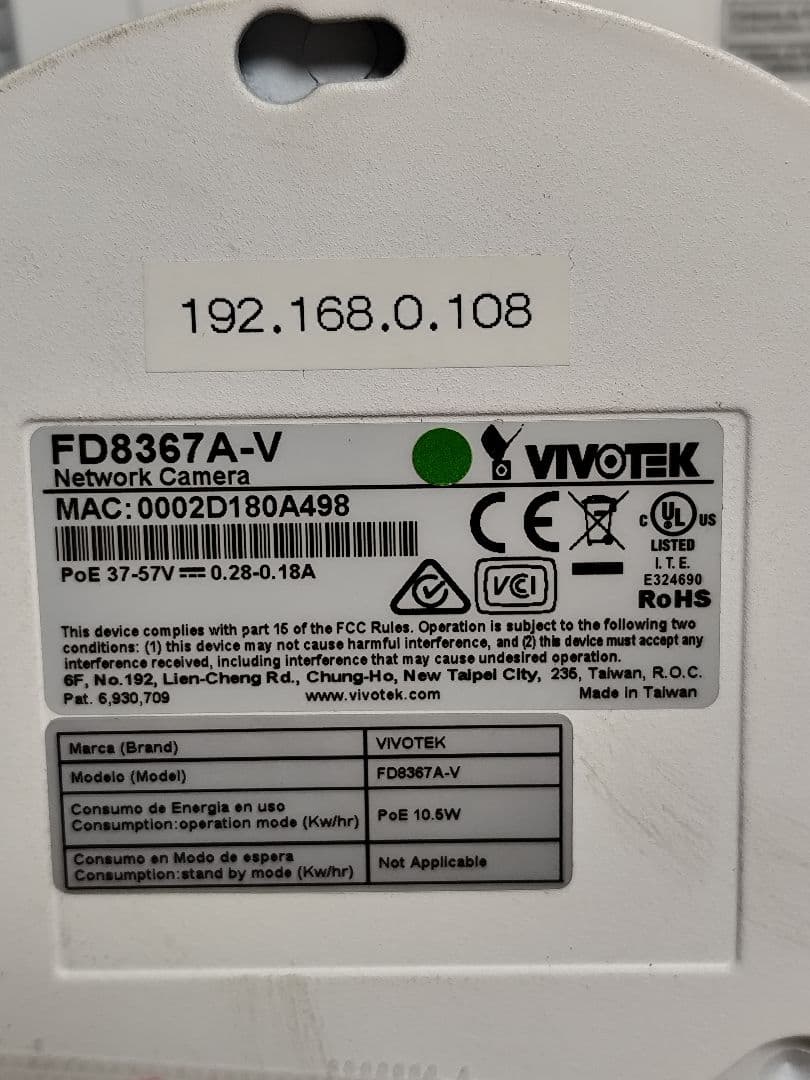 192.168.0.108
FD8367A-V
Network Camera
VIVOTEK
MAC:0002D180A498
PoE 37-57V 0.28-0.18A
CE
C UL US
LISTED
I.T.E.
E324690
RoHS
VCI
This device complies with part 15 of the FCC Rules. Operation is subject to the following two
conditions: (1) this device may not cause harmful interference, and (2) this device must accept any
interference received, including interference that may cause undesired operation.
6F, No.192, Lien-Cheng Rd., Chung-Ho, New Taipei City, 235, Taiwan, R.O.C.
Pat. 6,930,709 www.vivotek.com Made in Taiwan
Marca (Brand) VIVOTEK
Modelo (Model) FD8367A-V
Consumo de Energia en uso
Consumption:operation mode (Kw/hr) PoE 10.5W
Consumo en Modo de espera
Consumption:stand by mode (Kw/hr) Not Applicable